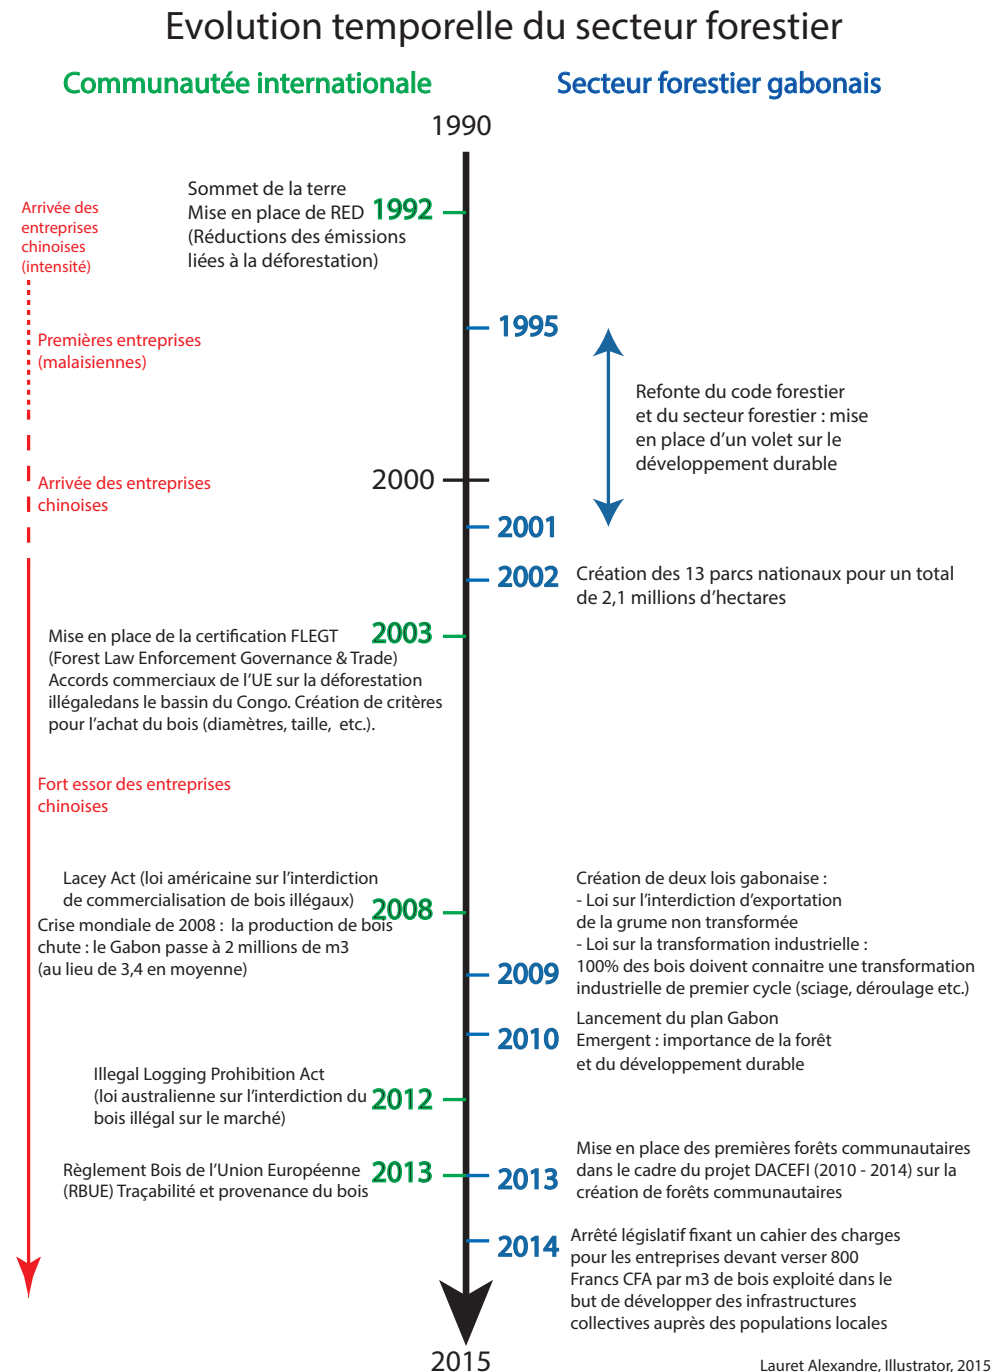 Evolution temporelle du secteur forestier
Communautée internationale
Secteur forestier gabonais
1990
Sommet de la terre
Mise en place de RED
(Réductions des émissions
liées à la déforestation)
1992
Arrivée des
entreprises
chinoises
(intensité)
1995
Premières entreprises
(malaisiennes)
Refonte du code forestier
et du secteur forestier : mise
en place d'un volet sur le
développement durable
2000
Arrivée des entreprises
chinoises
2001
2002
Création des 13 parcs nationaux pour un total
de 2,1 millions d'hectares
2003
Mise en place de la certification FLEGT
(Forest Law Enforcement Governance & Trade)
Accords commerciaux de l'UE sur la déforestation
illégaledans le bassin du Congo. Création de critères
pour l'achat du bois (diamètres, taille, etc.).
Fort essor des entreprises
chinoises
Lacey Act (loi américaine sur l'interdiction
de commercialisation de bois illégaux)
2008
Crise mondiale de 2008 : la production de bois
chute : le Gabon passe à 2 millions de m3
(au lieu de 3,4 en moyenne)
Création de deux lois gabonaise :
- Loi sur l'interdiction d'exportation
de la grume non transformée
- Loi sur la transformation industrielle :
100% des bois doivent connaitre une transformation
industrielle de premier cycle (sciage, déroulage etc.)
2009
2010
Lancement du plan Gabon
Emergent : importance de la forêt
et du développement durable
Illegal Logging Prohibition Act
(loi australienne sur l'interdiction du
bois illégal sur le marché)
2012
Règlement Bois de l'Union Européenne
(RBUE) Traçabilité et provenance du bois
2013
2013
Mise en place des premières forêts communautaires
dans le cadre du projet DACEFI (2010 - 2014) sur la
création de forêts communautaires
2014
Arrêté législatif fixant un cahier des charges
pour les entreprises devant verser 800
Francs CFA par m3 de bois exploité dans le
but de développer des infrastructures
collectives auprès des populations locales
2015
Lauret Alexandre, Illustrator, 2015